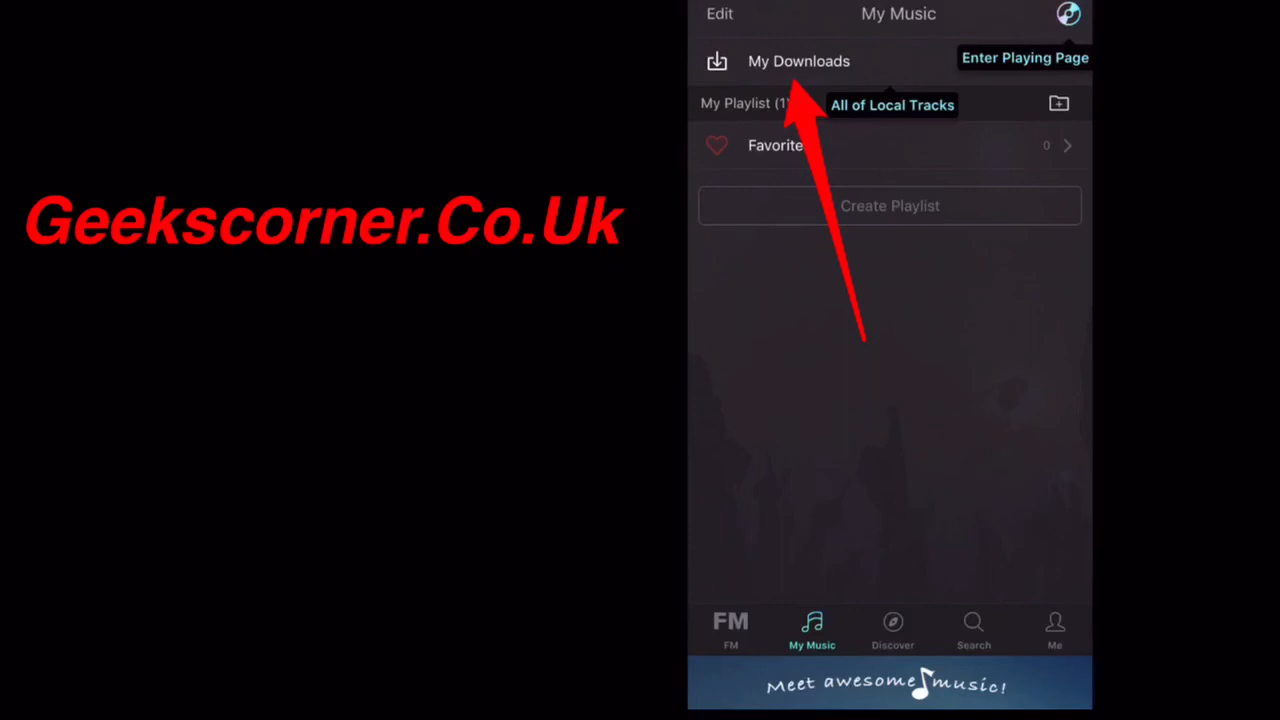 Edit
My Music
My Downloads
Enter Playing Page
My Playlist (1)
All of Local Tracks
Favorite
0
Create Playlist
Geekscorner.Co.Uk
FM
FM
My Music
Discover
Search
Me
Meet awesome music!